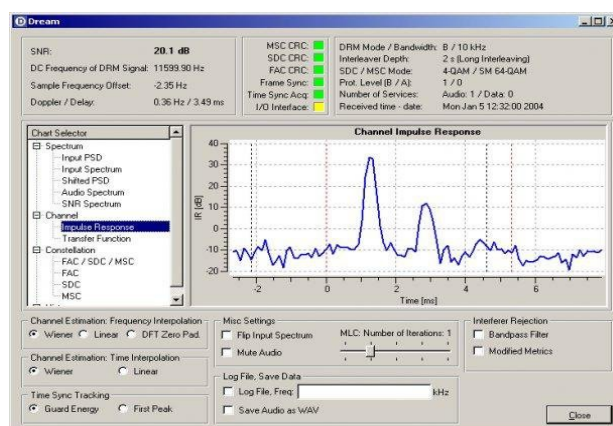 Dream
SNR: 20.1 dB
DC Frequency of DRM Signal: 11599.90 Hz
Sample Frequency Offset: -2.35 Hz
Doppler / Delay: 0.36 Hz / 3.49 ms
MSC CRC:
SDC CRC:
FAC CRC:
Frame Sync:
Time Sync Acq:
I/O Interface:
DRM Mode / Bandwidth: B / 10 kHz
Interleaver Depth: 2 s (Long Interleaving)
SDC / MSC Mode: 4-QAM / SM 64-QAM
Prot. Level (B / A): 1 / 0
Number of Services: Audio: 1 / Data: 0
Received time - date: Mon Jan 5 12:32:00 2004
Chart Selector
Spectrum
Input PSD
Input Spectrum
Shifted PSD
Audio Spectrum
SNR Spectrum
Channel
Impulse Response
Transfer Function
Constellation
FAC / SDC / MSC
FAC
SDC
MSC
Channel Impulse Response
IR [dB]
40
30
20
10
0
-10
-20
-2 0 2 4 6
Time [ms]
Channel Estimation: Frequency Interpolation
Wiener Linear DFT Zero Pad.
Channel Estimation: Time Interpolation
Wiener Linear
Time Sync Tracking
Guard Energy First Peak
Misc Settings
Flip Input Spectrum
Mute Audio
MLC: Number of Iterations: 1
Log File, Save Data
Log File, Freq: kHz
Save Audio as WAV
Interferer Rejection
Bandpass Filter
Modified Metrics
Close